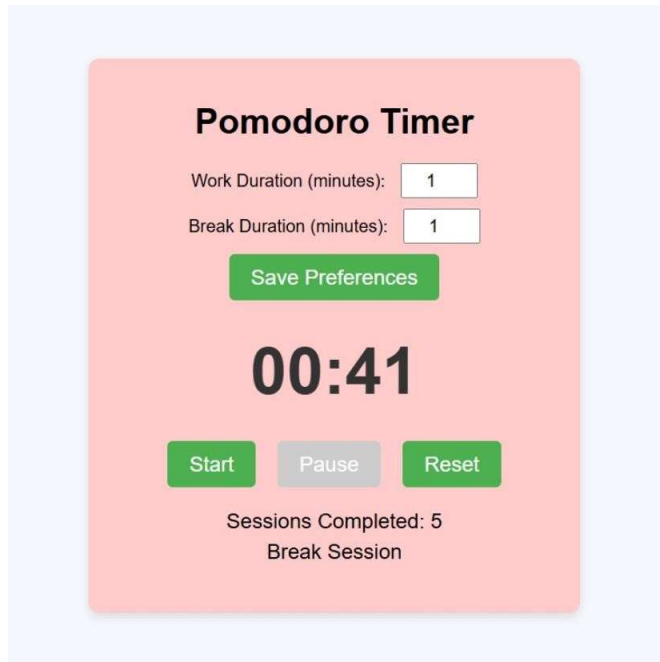 Pomodoro Timer
Work Duration (minutes): 1
Break Duration (minutes): 1
Save Preferences
00:41
Start Pause Reset
Sessions Completed: 5
Break Session